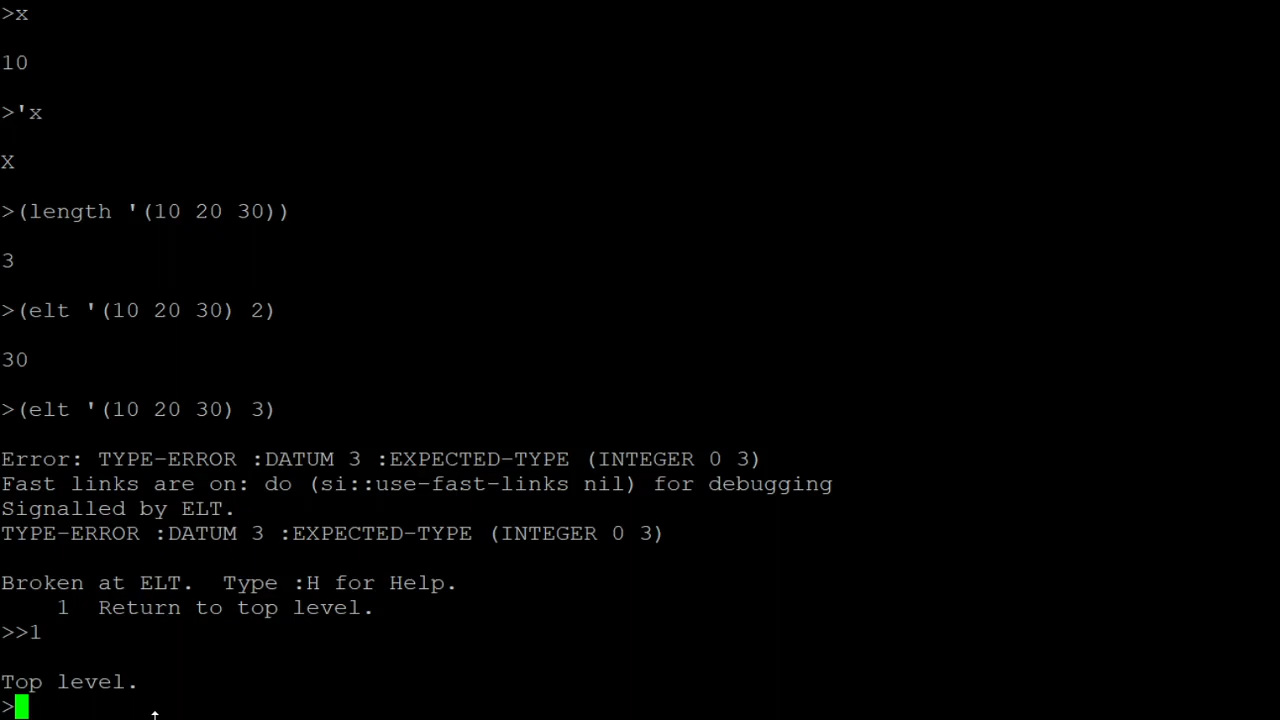 >x
10
>'x
X
>(length '(10 20 30))
3
>(elt '(10 20 30) 2)
30
>(elt '(10 20 30) 3)
Error: TYPE-ERROR :DATUM 3 :EXPECTED-TYPE (INTEGER 0 3)
Fast links are on: do (si::use-fast-links nil) for debugging
Signalled by ELT.
TYPE-ERROR :DATUM 3 :EXPECTED-TYPE (INTEGER 0 3)
Broken at ELT.  Type :H for Help.
    1  Return to top level.
>>1
Top level.
>